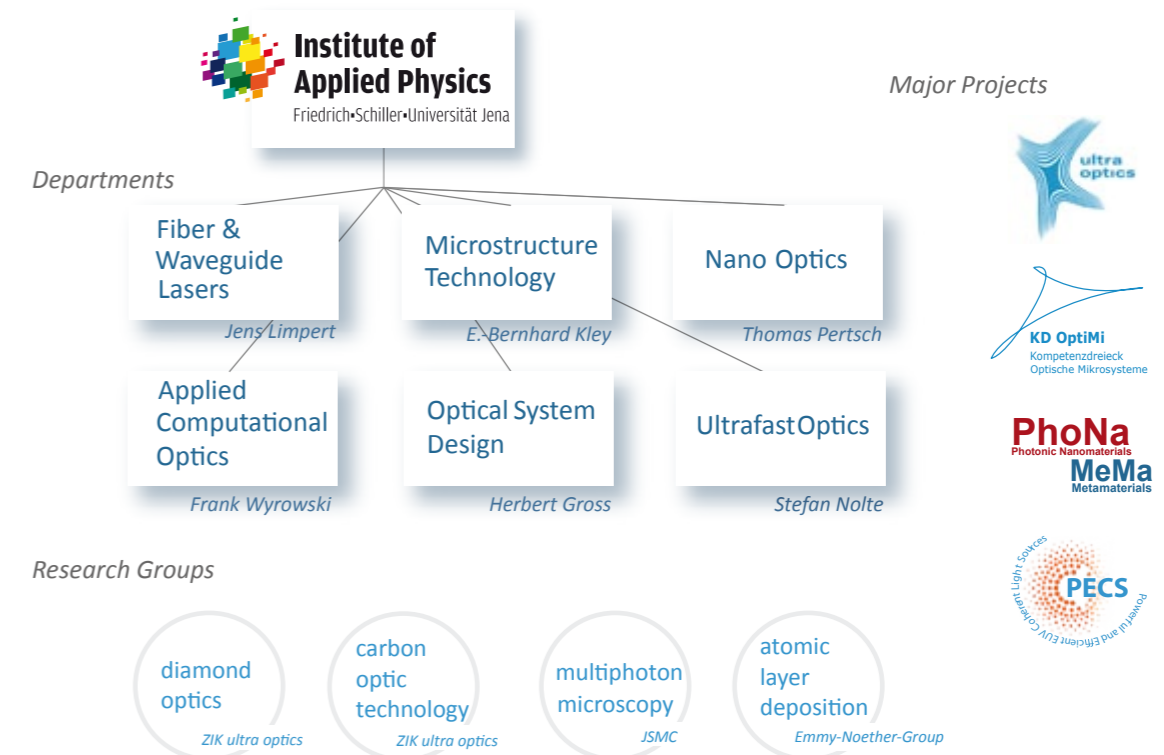 Institute of
Applied Physics
Friedrich▪Schiller▪Universität Jena
Major Projects
ultra
optics
Departments
Fiber &
Waveguide
Lasers
Jens Limpert
Microstructure
Technology
E.-Bernhard Kley
Nano Optics
Thomas Pertsch
KD OptiMi
Kompetenzdreieck
Optische Mikrosysteme
Applied
Computational
Optics
Frank Wyrowski
Optical System
Design
Herbert Gross
Ultrafast Optics
Stefan Nolte
PhoNa
Photonic Nanomaterials
MeMa
Metamaterials
PECS
Powerful and Efficient EUV Coherent Light Sources
Research Groups
diamond
optics
ZIK ultra optics
carbon
optic
technology
ZIK ultra optics
multiphoton
microscopy
JSMC
atomic
layer
deposition
Emmy-Noether-Group